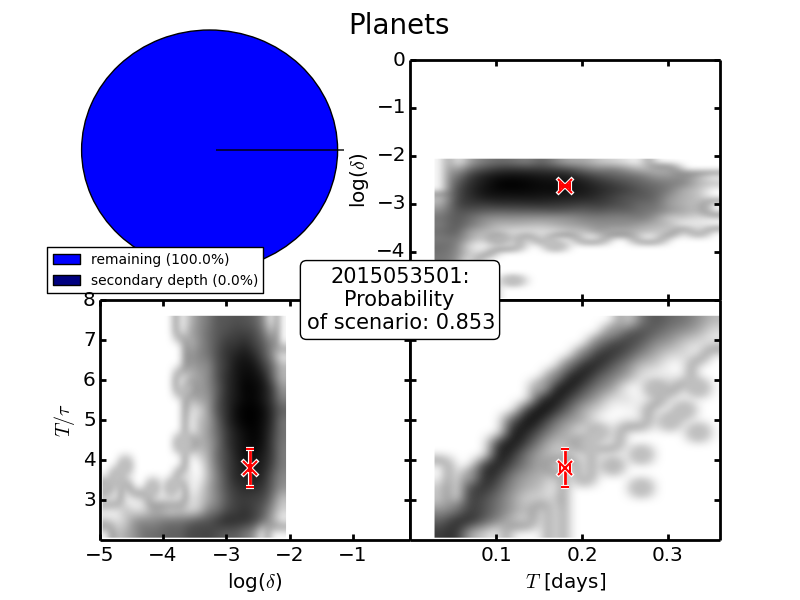 Planets
remaining (100.0%)
secondary depth (0.0%)
log(δ)
0
−1
−2
−3
−4
2015053501:
Probability
of scenario: 0.853
T/τ
8
7
6
5
4
3
−5 −4 −3 −2 −1
log(δ)
0.1 0.2 0.3
T [days]